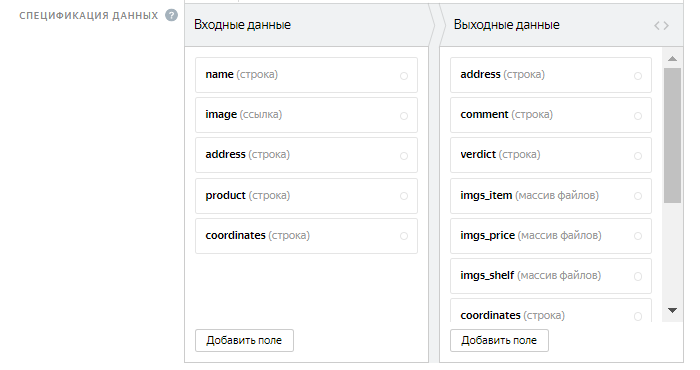 СПЕЦИФИКАЦИЯ ДАННЫХ ?
Входные данные
name (строка)
image (ссылка)
address (строка)
product (строка)
coordinates (строка)
Добавить поле
Выходные данные <>
address (строка)
comment (строка)
verdict (строка)
imgs_item (массив файлов)
imgs_price (массив файлов)
imgs_shelf (массив файлов)
coordinates (строка)
Добавить поле